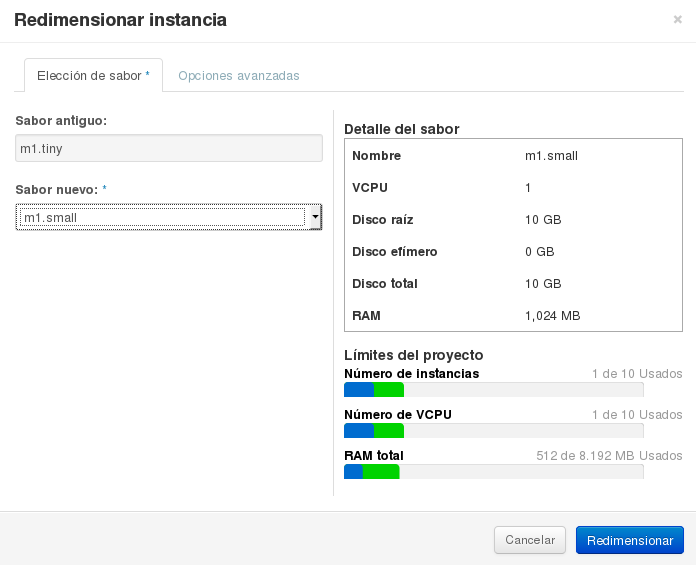 Redimensionar instancia
×
Elección de sabor *
Opciones avanzadas
Sabor antiguo:
m1.tiny
Sabor nuevo: *
m1.small
Detalle del sabor
Nombre m1.small
VCPU 1
Disco raíz 10 GB
Disco efímero 0 GB
Disco total 10 GB
RAM 1,024 MB
Límites del proyecto
Número de instancias 1 de 10 Usados
Número de VCPU 1 de 10 Usados
RAM total 512 de 8.192 MB Usados
Cancelar
Redimensionar